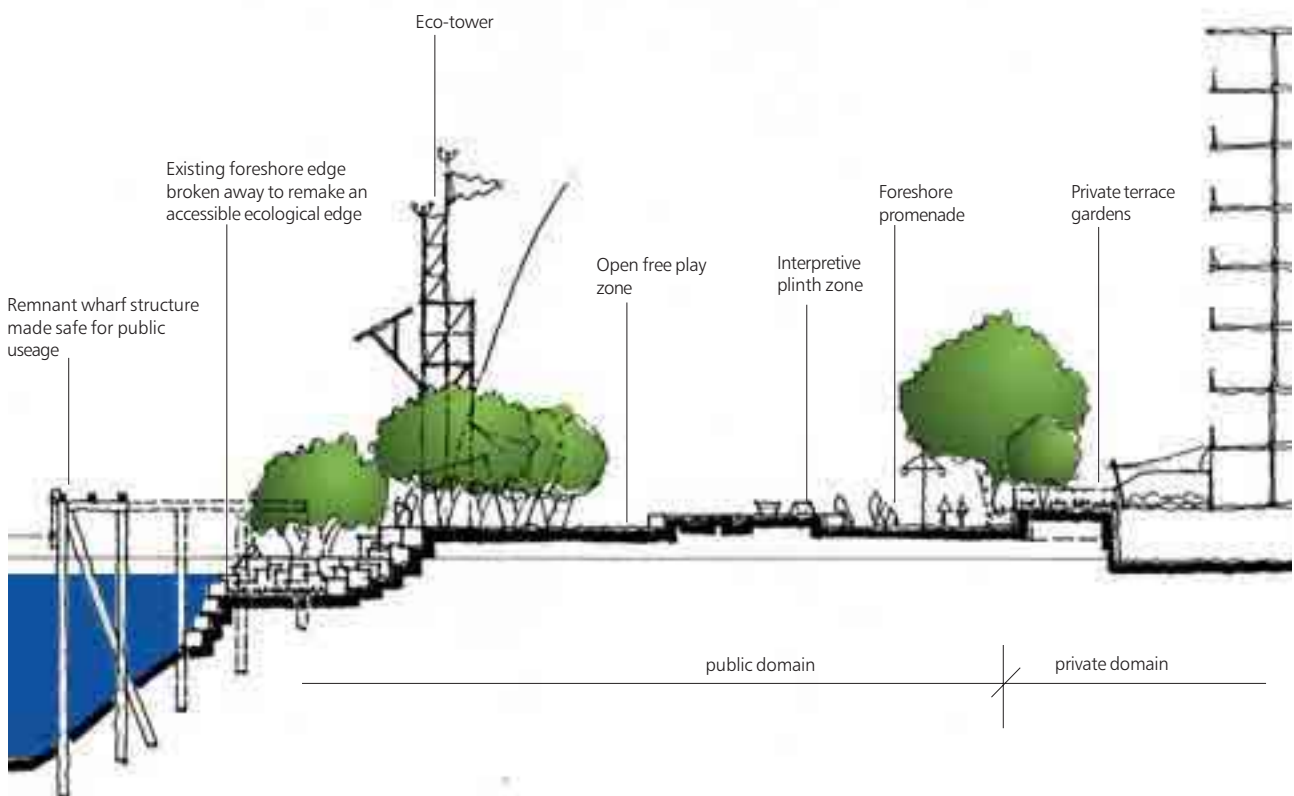 Eco-tower
Existing foreshore edge
broken away to remake an
accessible ecological edge
Foreshore
promenade
Private terrace
gardens
Open free play
zone
Interpretive
plinth zone
Remnant wharf structure
made safe for public
useage
public domain
private domain